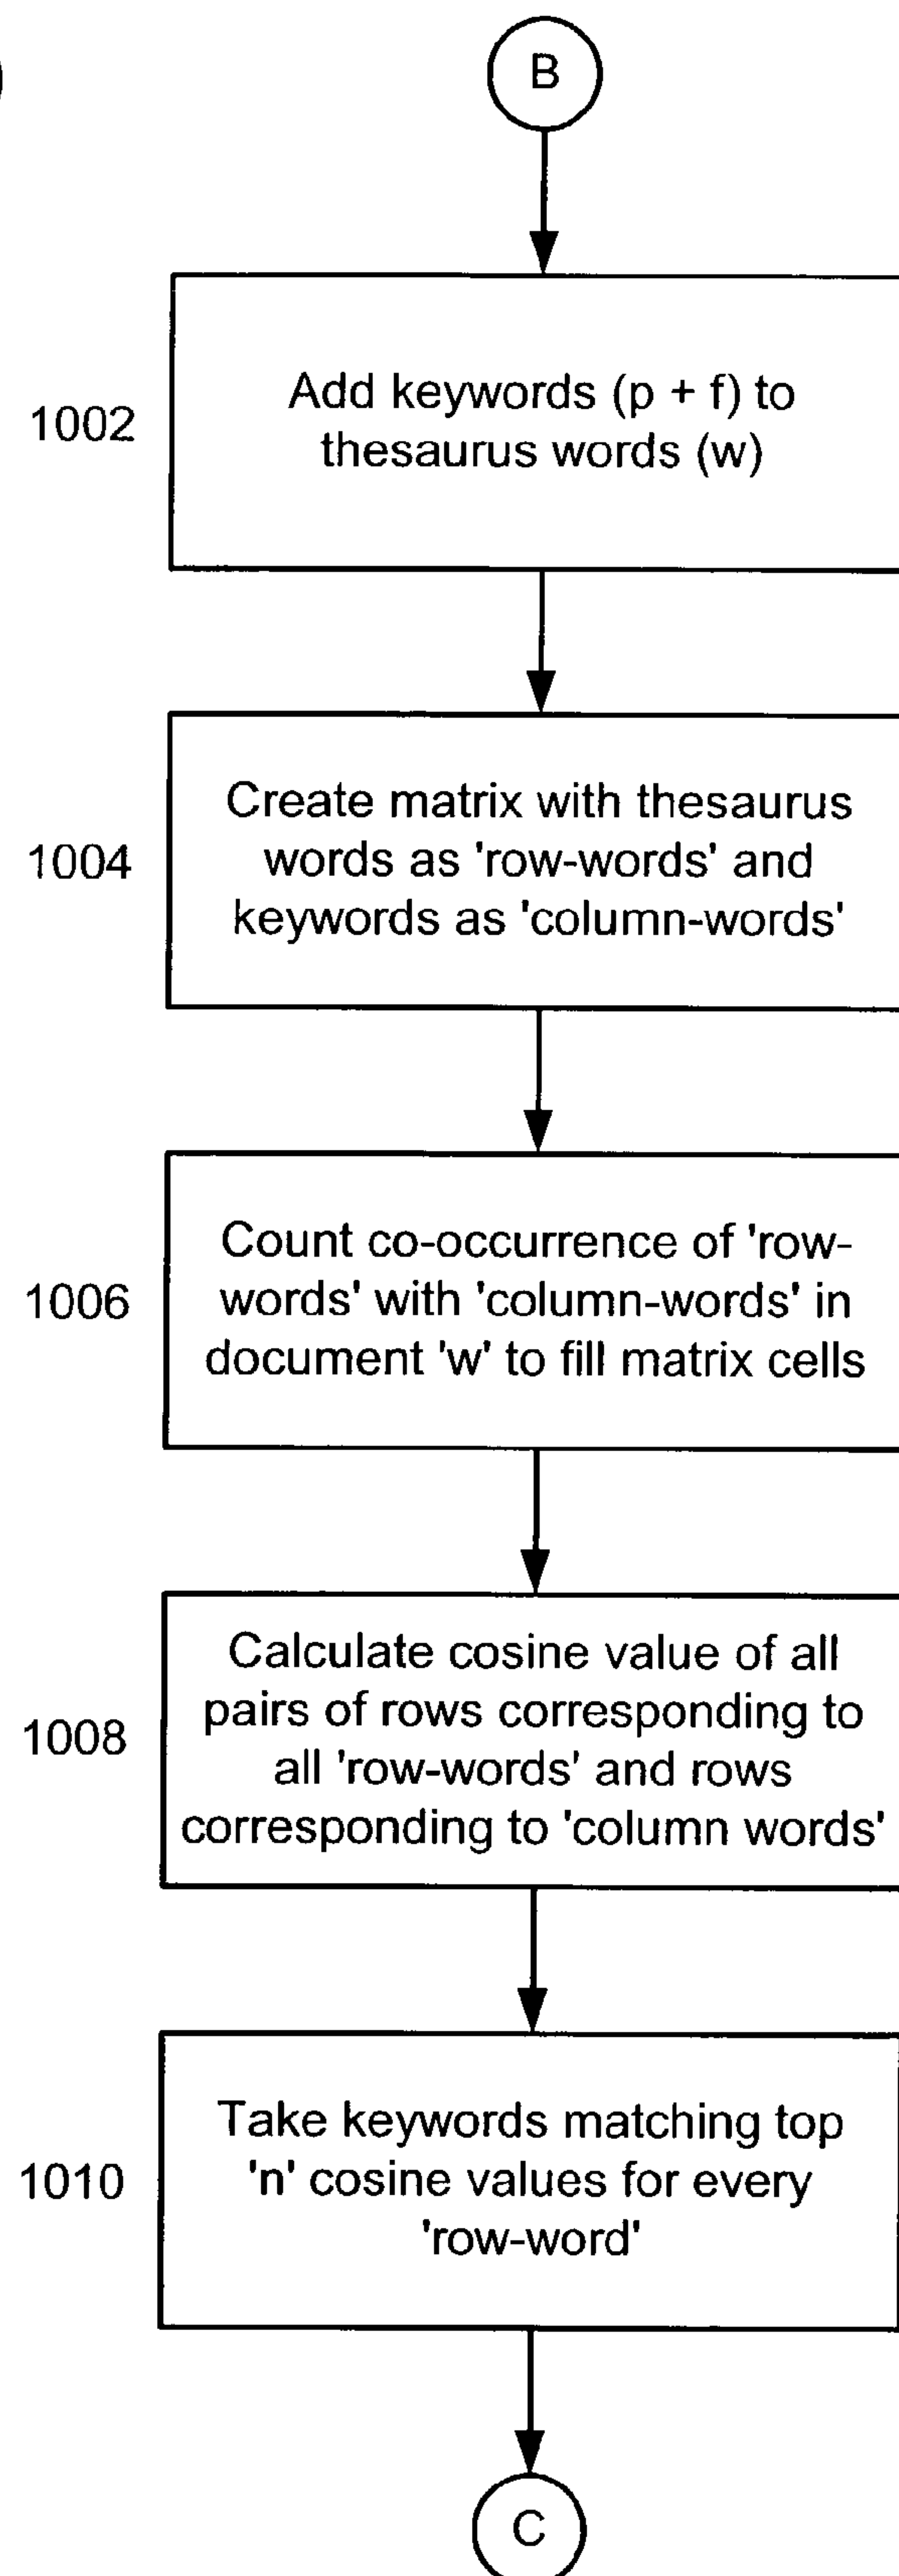 B
1002
Add keywords (p + f) to
thesaurus words (w)
1004
Create matrix with thesaurus
words as 'row-words' and
keywords as 'column-words'
1006
Count co-occurrence of 'row-
words' with 'column-words' in
document 'w' to fill matrix cells
1008
Calculate cosine value of all
pairs of rows corresponding to
all 'row-words' and rows
corresponding to 'column words'
1010
Take keywords matching top
'n' cosine values for every
'row-word'
C